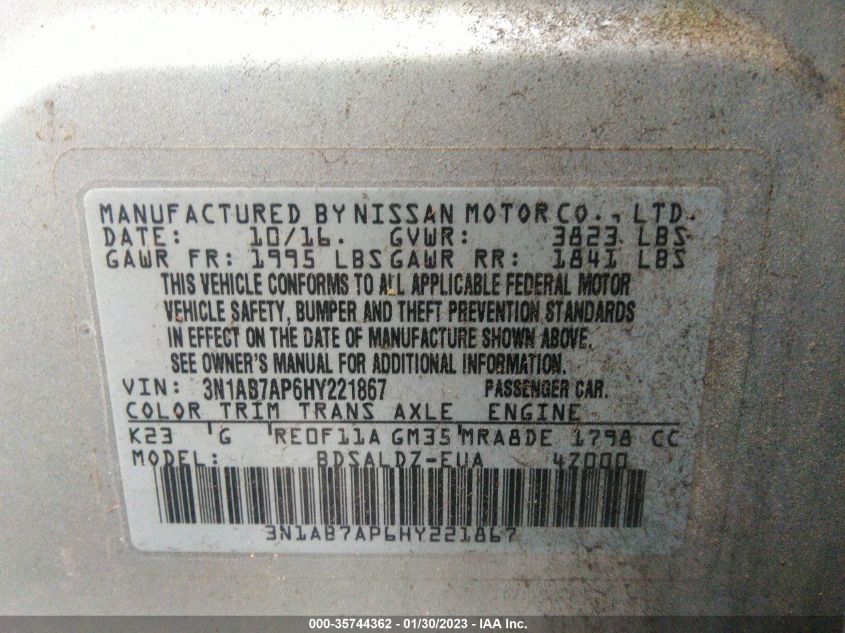 MANUFACTURED BY NISSAN MOTOR CO., LTD.
DATE: 10/16. GVWR: 3823 LBS
GAWR FR: 1995 LBS GAWR RR: 1841 LBS
THIS VEHICLE CONFORMS TO ALL APPLICABLE FEDERAL MOTOR
VEHICLE SAFETY, BUMPER AND THEFT PREVENTION STANDARDS
IN EFFECT ON THE DATE OF MANUFACTURE SHOWN ABOVE.
SEE OWNER'S MANUAL FOR ADDITIONAL INFORMATION.
VIN: 3N1AB7AP6HY221867 PASSENGER CAR.
COLOR TRIM TRANS AXLE ENGINE
K23 G RE0F11A GM35 MRA8DE 1798 CC
MODEL: BDSALDZ-EUA 4Z000
3N1AB7AP6HY221867
000-35744362 - 01/30/2023 - IAA Inc.